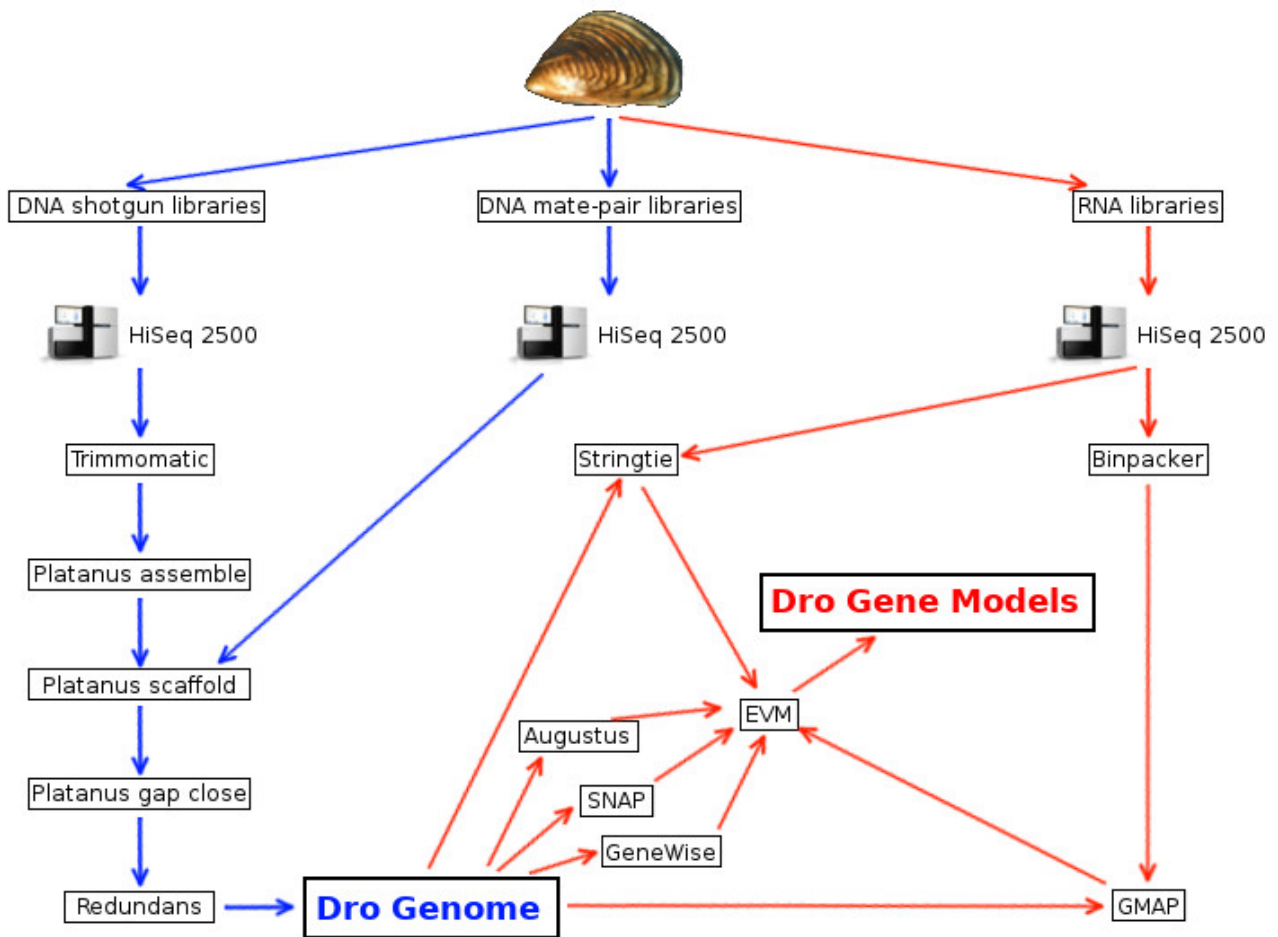 DNA shotgun libraries
DNA mate-pair libraries
RNA libraries
HiSeq 2500
HiSeq 2500
HiSeq 2500
Trimmomatic
Stringtie
Binpacker
Platanus assemble
Dro Gene Models
Platanus scaffold
EVM
Augustus
Platanus gap close
SNAP
GeneWise
Redundans
Dro Genome
GMAP